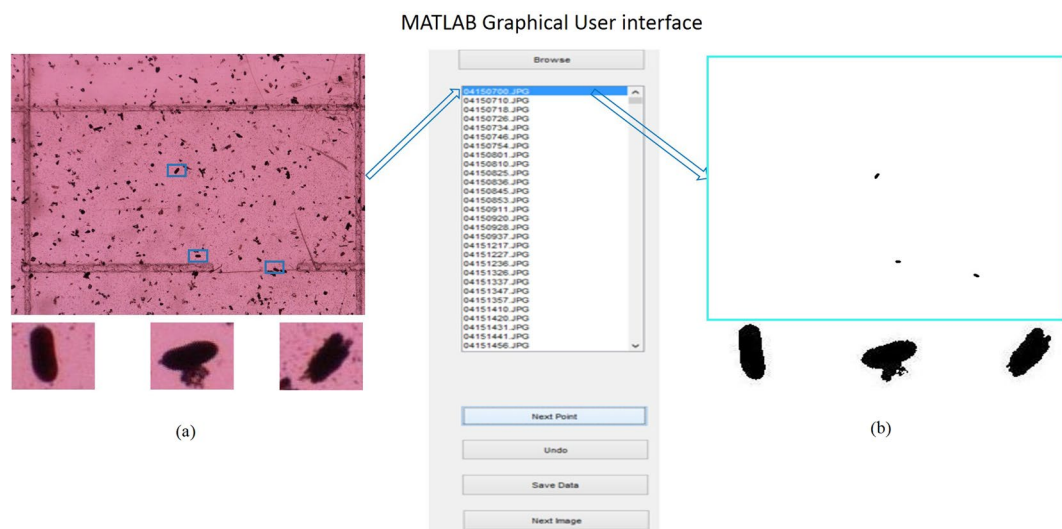 MATLAB Graphical User interface
Browse
04150700.JPG
04150710.JPG
04150718.JPG
04150726.JPG
04150734.JPG
04150746.JPG
04150754.JPG
04150801.JPG
04150810.JPG
04150825.JPG
04150836.JPG
04150845.JPG
04150853.JPG
04150911.JPG
04150920.JPG
04150928.JPG
04150937.JPG
04151217.JPG
04151227.JPG
04151236.JPG
04151326.JPG
04151337.JPG
04151347.JPG
04151357.JPG
04151410.JPG
04151420.JPG
04151431.JPG
04151441.JPG
04151456.JPG
Next Point
Undo
Save Data
Next Image
(a)
(b)